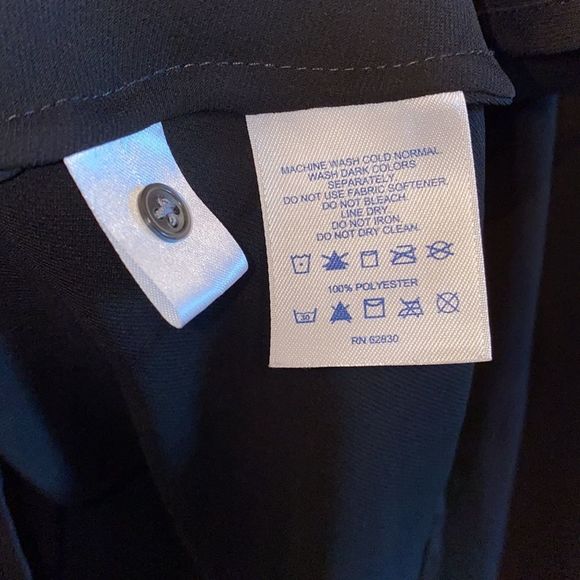 MACHINE WASH COLD NORMAL.
WASH DARK COLORS
SEPARATELY
DO NOT USE FABRIC SOFTENER.
DO NOT BLEACH.
LINE DRY.
DO NOT IRON.
DO NOT DRY CLEAN.
100% POLYESTER
30
RN 62830